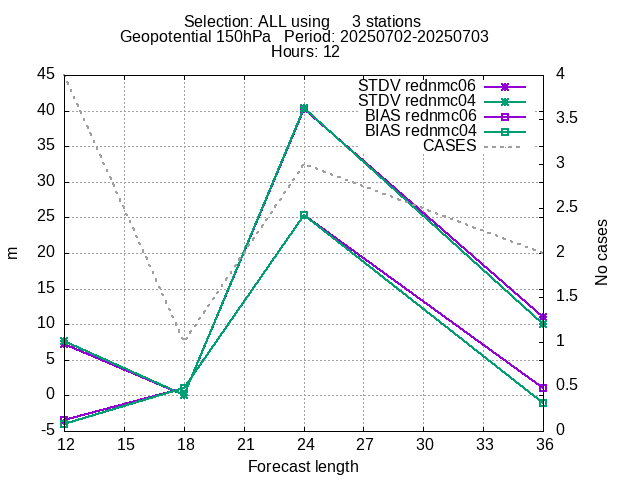 Selection: ALL using     3 stations
Geopotential 150hPa   Period: 20250702-20250703
Hours: 12
STDV rednmc06
STDV rednmc04
BIAS rednmc06
BIAS rednmc04
CASES
45
40
35
30
25
20
15
10
5
0
-5
m
4
3.5
3
2.5
2
1.5
1
0.5
0
No cases
12 15 18 21 24 27 30 33 36
Forecast length